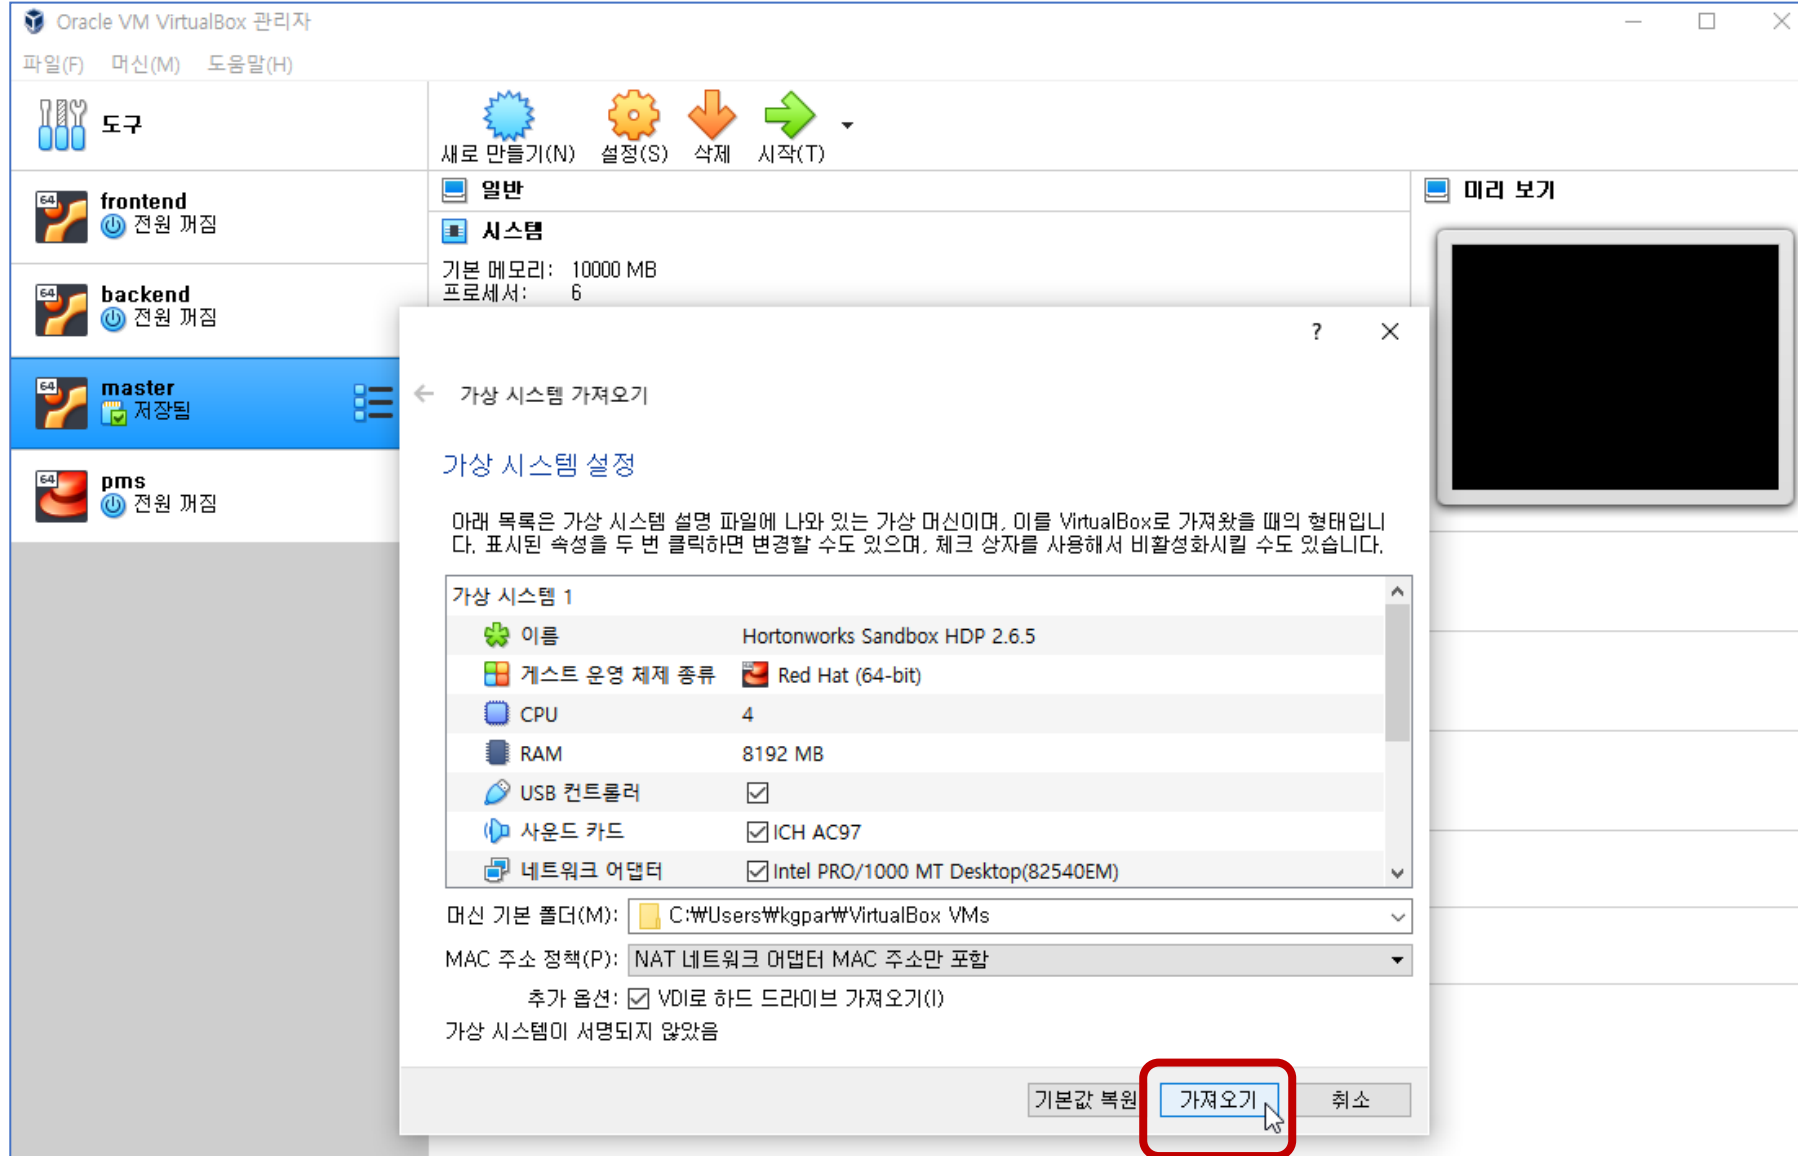 Oracle VM VirtualBox 관리자
파일(F) 머신(M) 도움말(H)
도구
새로 만들기(N) 설정(S) 삭제 시작(T)
64 frontend
전원 꺼짐
64 backend
전원 꺼짐
64 master
저장됨
64 pms
전원 꺼짐
일반
시스템
기본 메모리: 10000 MB
프로세서: 6
미리 보기
?
가상 시스템 가져오기
가상 시스템 설정
아래 목록은 가상 시스템 설명 파일에 나와 있는 가상 머신이며, 이를 VirtualBox로 가져왔을 때의 형태입니
다. 표시된 속성을 두 번 클릭하면 변경할 수도 있으며, 체크 상자를 사용해서 비활성화시킬 수도 있습니다.
가상 시스템 1
이름 Hortonworks Sandbox HDP 2.6.5
게스트 운영 체제 종류 Red Hat (64-bit)
CPU 4
RAM 8192 MB
USB 컨트롤러
사운드 카드 ICH AC97
네트워크 어댑터 Intel PRO/1000 MT Desktop(82540EM)
머신 기본 폴더(M): C:₩Users₩kgpar₩VirtualBox VMs
MAC 주소 정책(P): NAT 네트워크 어댑터 MAC 주소만 포함
추가 옵션: VDI로 하드 드라이브 가져오기(I)
가상 시스템이 서명되지 않았음
기본값 복원 가져오기 취소